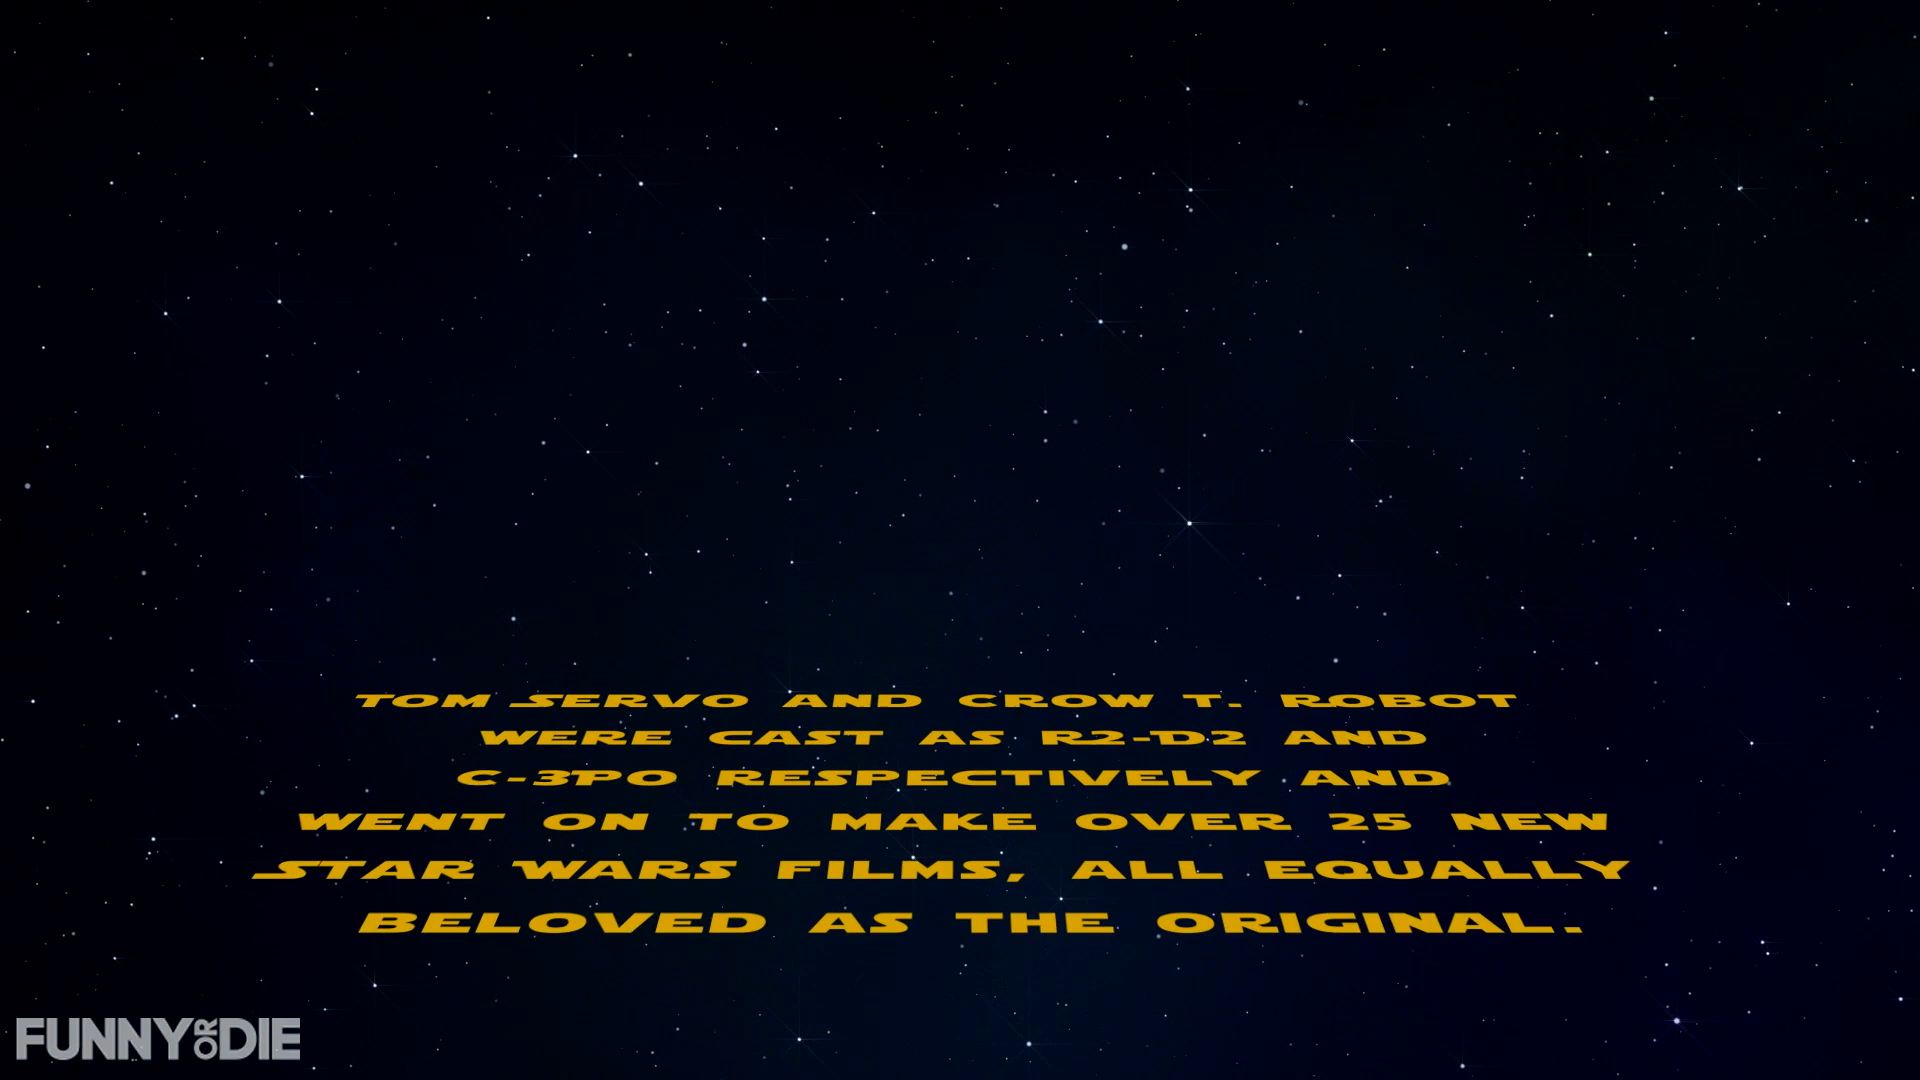 TOM SERVO AND CROW T. ROBOT
WERE CAST AS R2-D2 AND
C-3PO RESPECTIVELY AND
WENT ON TO MAKE OVER 25 NEW
STAR WARS FILMS, ALL EQUALLY
BELOVED AS THE ORIGINAL.
FUNNY OR DIE